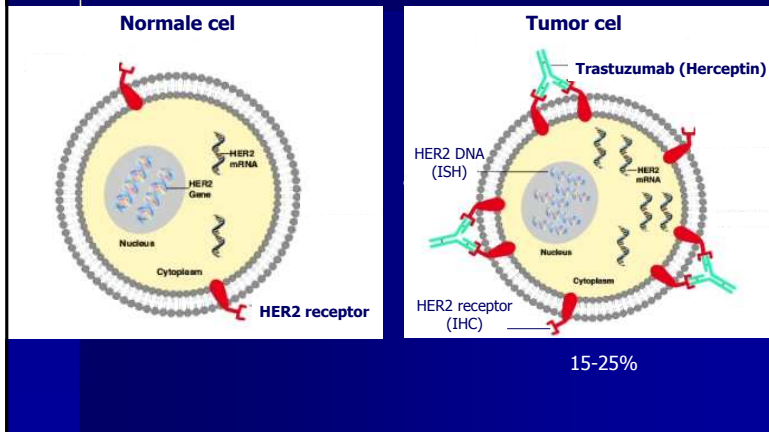 Normale cel
HER2
mRNA
HER2
Gene
Nucleus
Cytoplasm
HER2 receptor
Tumor cel
Trastuzumab (Herceptin)
HER2 DNA
(ISH)
HER2
mRNA
Nucleus
Cytoplasm
HER2 receptor
(IHC)
15-25%